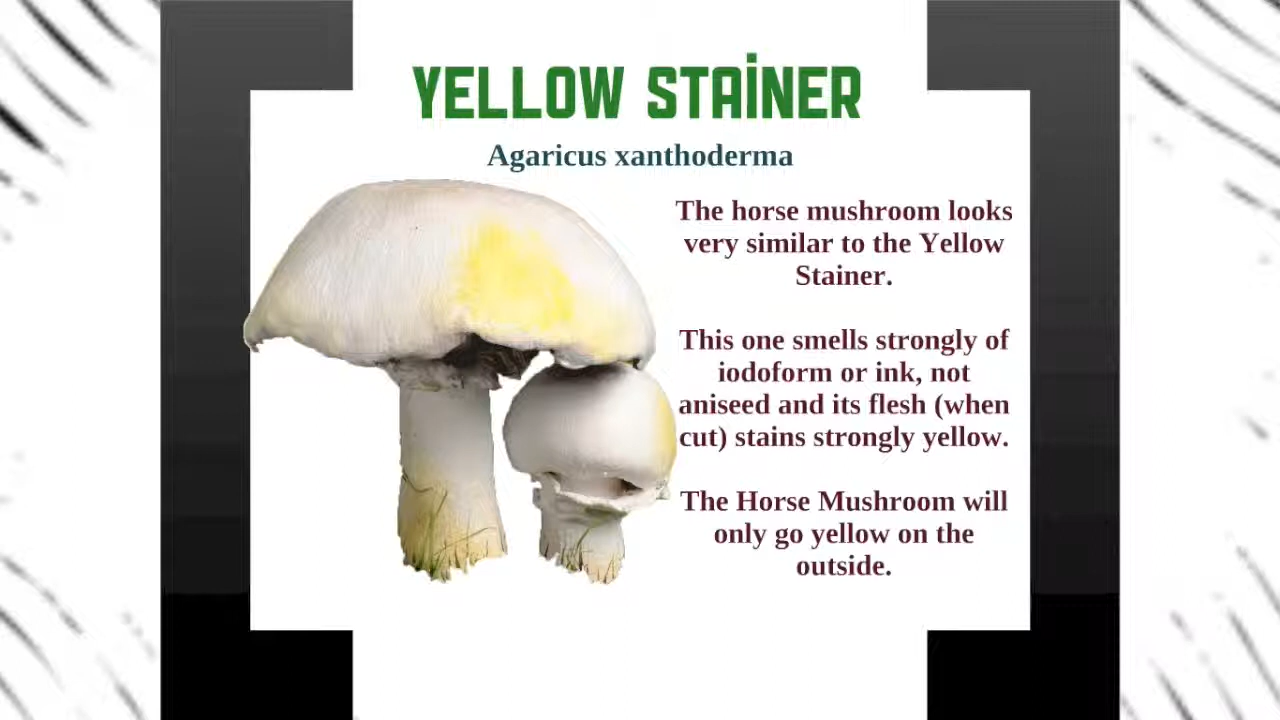 YELLOW STAİNER
Agaricus xanthoderma
The horse mushroom looks
very similar to the Yellow
Stainer.
This one smells strongly of
iodoform or ink, not
aniseed and its flesh (when
cut) stains strongly yellow.
The Horse Mushroom will
only go yellow on the
outside.